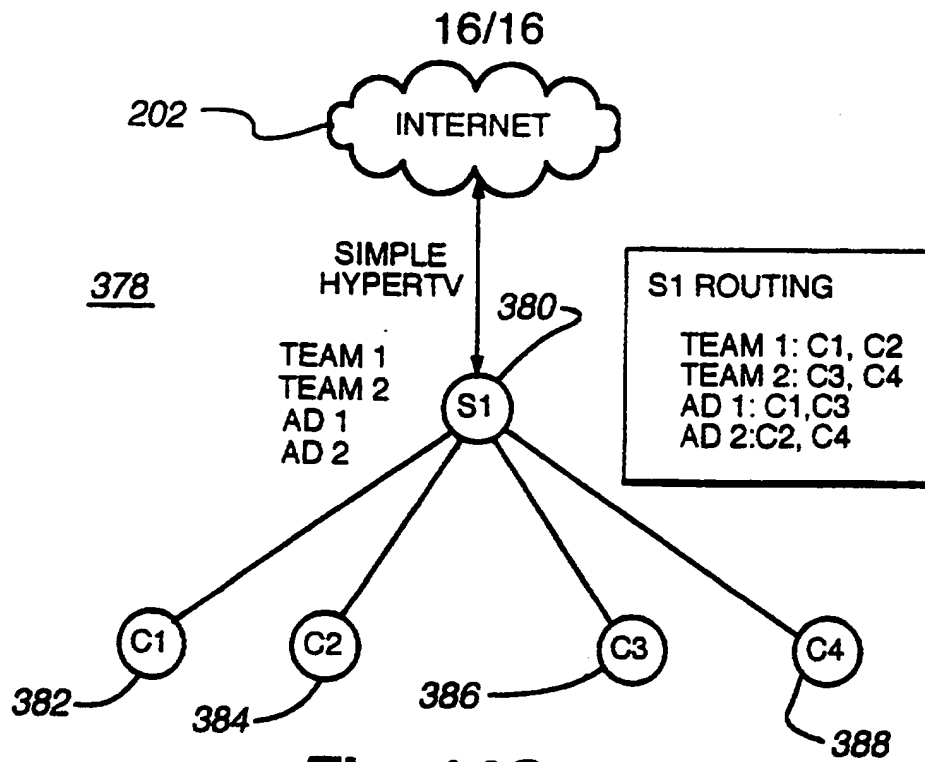 16/16
INTERNET
202
SIMPLE
HYPERTV
378
380
S1 ROUTING
TEAM 1: C1, C2
TEAM 2: C3, C4
AD 1: C1,C3
AD 2:C2, C4
TEAM 1
TEAM 2
AD 1
AD 2
S1
C1
C2
C3
C4
382
384
386
388